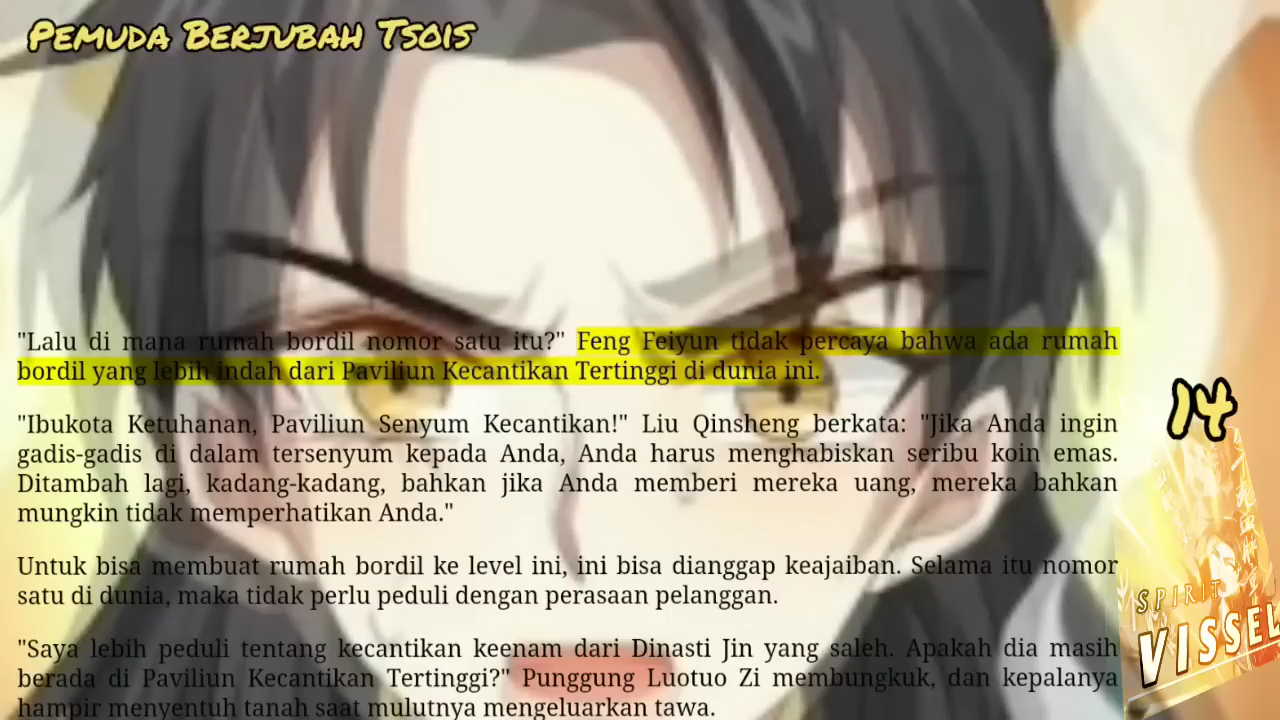 Pemuda Berjubah Tsois
"Lalu di mana rumah bordil nomor satu itu?" Feng Feiyun tidak percaya bahwa ada rumah
bordil yang lebih indah dari Paviliun Kecantikan Tertinggi di dunia ini.
"Ibukota Ketuhanan, Paviliun Senyum Kecantikan!" Liu Qinsheng berkata: "Jika Anda ingin
gadis-gadis di dalam tersenyum kepada Anda, Anda harus menghabiskan seribu koin emas.
Ditambah lagi, kadang-kadang, bahkan jika Anda memberi mereka uang, mereka bahkan
mungkin tidak memperhatikan Anda."
Untuk bisa membuat rumah bordil ke level ini, ini bisa dianggap keajaiban. Selama itu nomor
satu di dunia, maka tidak perlu peduli dengan perasaan pelanggan.
"Saya lebih peduli tentang kecantikan keenam dari Dinasti Jin yang saleh. Apakah dia masih
berada di Paviliun Kecantikan Tertinggi?" Punggung Luotuo Zi membungkuk, dan kepalanya
hampir menyentuh tanah saat mulutnya mengeluarkan tawa.
14
SPIRIT
VISSEL